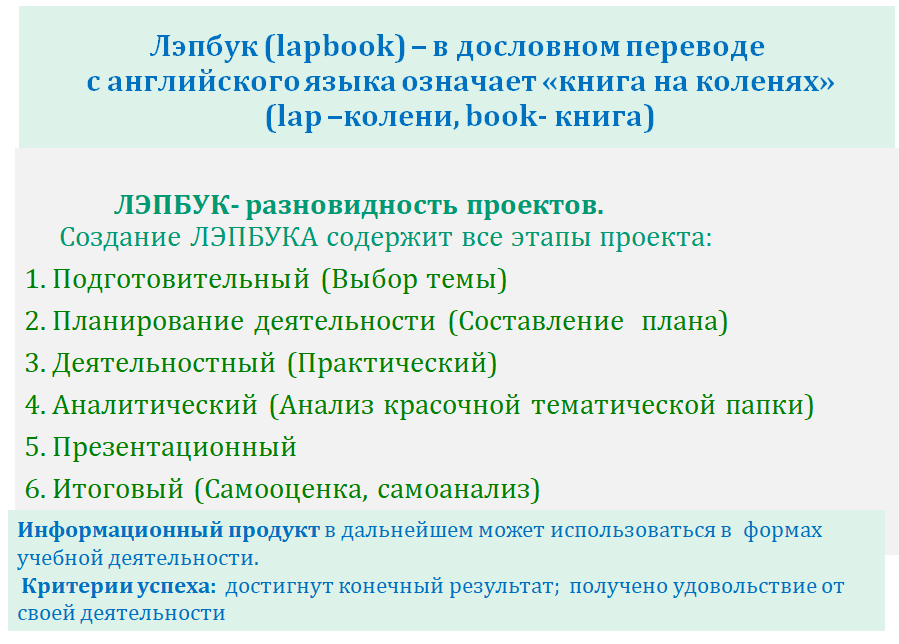 Лэпбук (lapbook) – в дословном переводе
с английского языка означает «книга на коленях»
(lap –колени, book- книга)
ЛЭПБУК- разновидность проектов.
Создание ЛЭПБУКА содержит все этапы проекта:
1. Подготовительный (Выбор темы)
2. Планирование деятельности (Составление плана)
3. Деятельностный (Практический)
4. Аналитический (Анализ красочной тематической папки)
5. Презентационный
6. Итоговый (Самооценка, самоанализ)
Информационный продукт в дальнейшем может использоваться в формах
учебной деятельности.
Критерии успеха: достигнут конечный результат; получено удовольствие от
своей деятельности